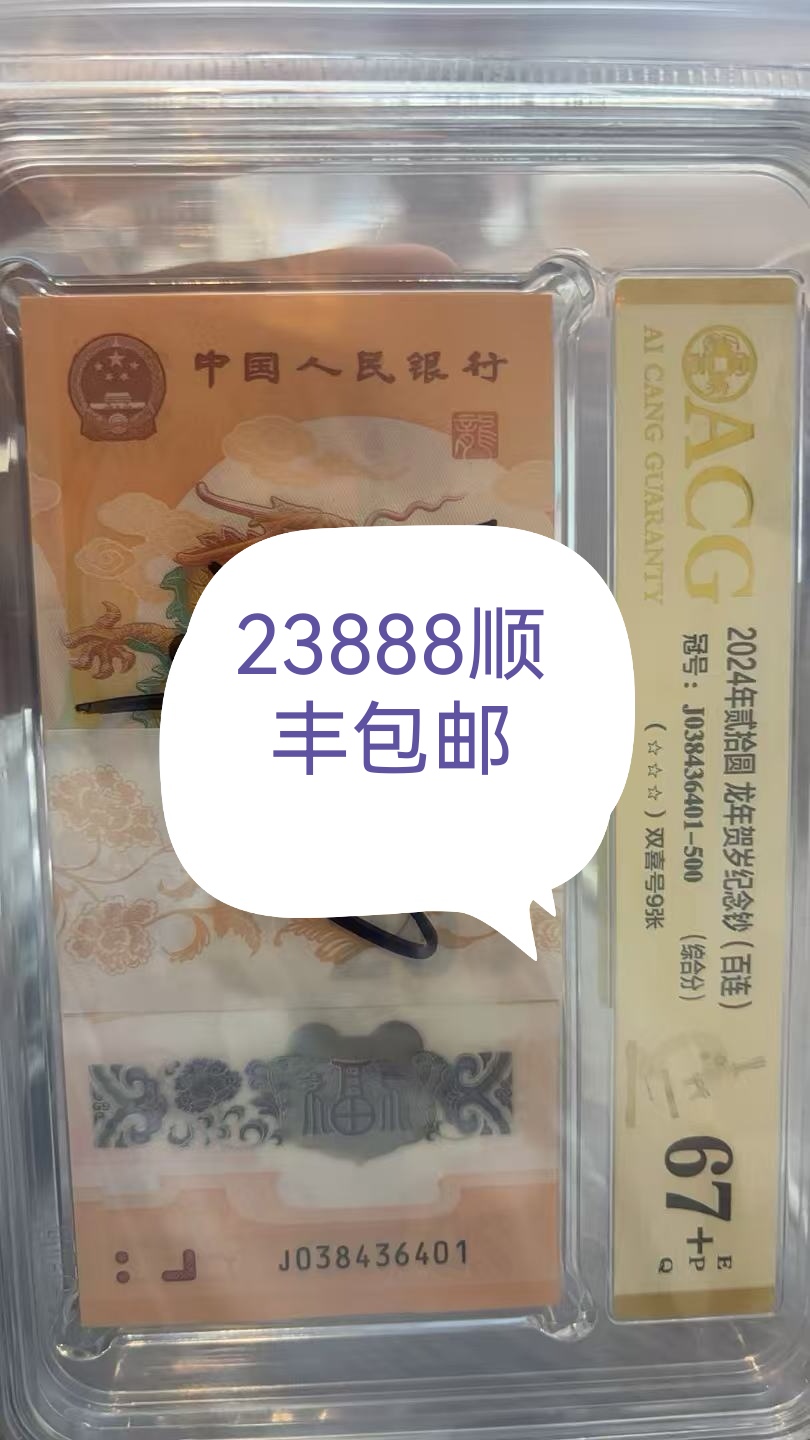 中国人民银行
龍
23888顺
丰包邮
福
J038436401
ACG
AI CANG GUARANTY
2024年贰拾圆 龙年贺岁纪念钞（百连）
冠号：J038436401-500 （综合分）
（☆☆☆）双喜号9张
67+
E
P
Q